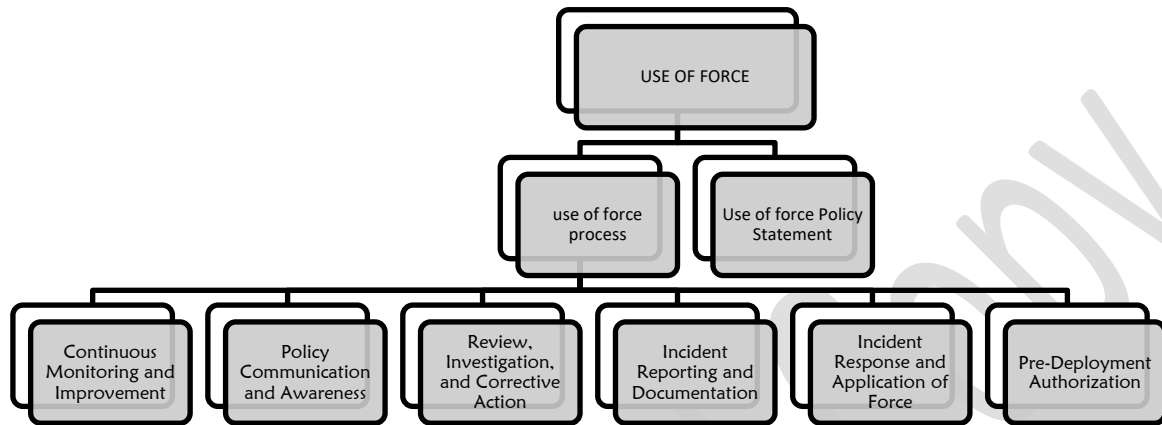 USE OF FORCE
use of force
process
Use of force Policy
Statement
Continuous
Monitoring and
Improvement
Policy
Communication
and Awareness
Review,
Investigation,
and Corrective
Action
Incident
Reporting and
Documentation
Incident
Response and
Application of
Force
Pre-Deployment
Authorization
opy